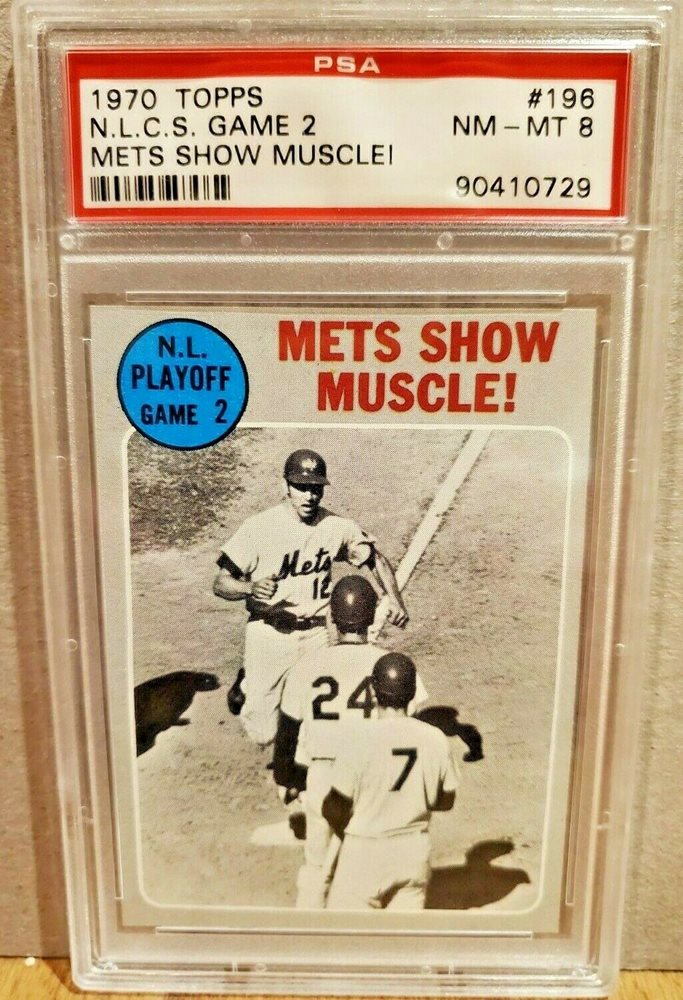 PSA
1970 TOPPS #196
N.L.C.S. GAME 2 NM-MT 8
METS SHOW MUSCLE!
90410729
N.L.
PLAYOFF
GAME 2
METS SHOW
MUSCLE!
Mets
12
24
7